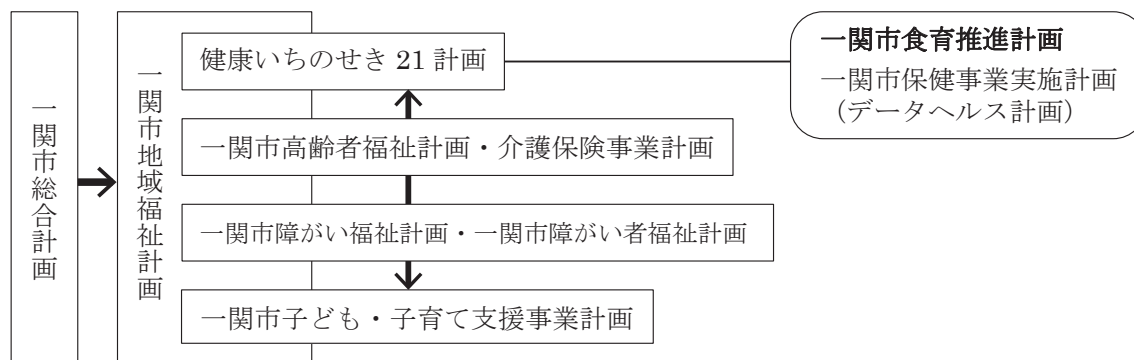 一関市総合計画
一関市地域福祉計画
健康いちのせき 21 計画
一関市高齢者福祉計画・介護保険事業計画
一関市障がい福祉計画・一関市障がい者福祉計画
一関市子ども・子育て支援事業計画
一関市食育推進計画
一関市保健事業実施計画
(データヘルス計画)